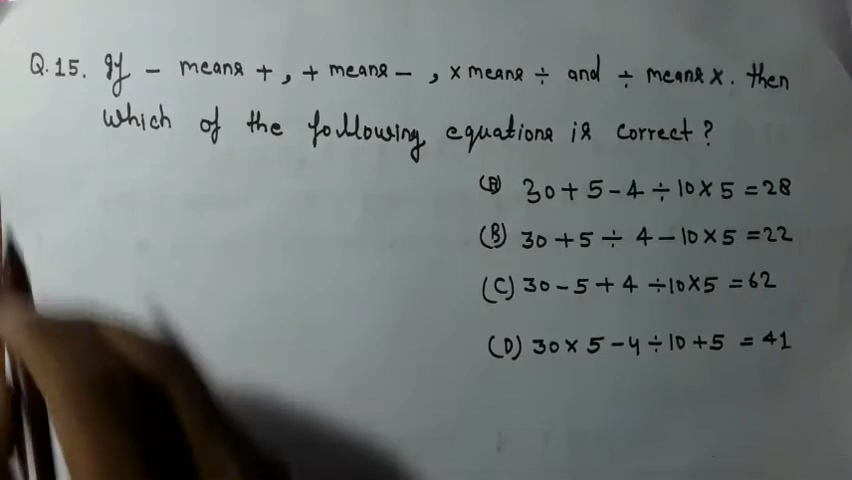 Q.15. If - means +, + means -, × means ÷ and ÷ means ×. then
which of the following equations is correct?
(A) 30 + 5 - 4 ÷ 10 × 5 = 28
(B) 30 + 5 ÷ 4 - 10 × 5 = 22
(C) 30 - 5 + 4 ÷ 10 × 5 = 62
(D) 30 × 5 - 4 ÷ 10 + 5 = 41